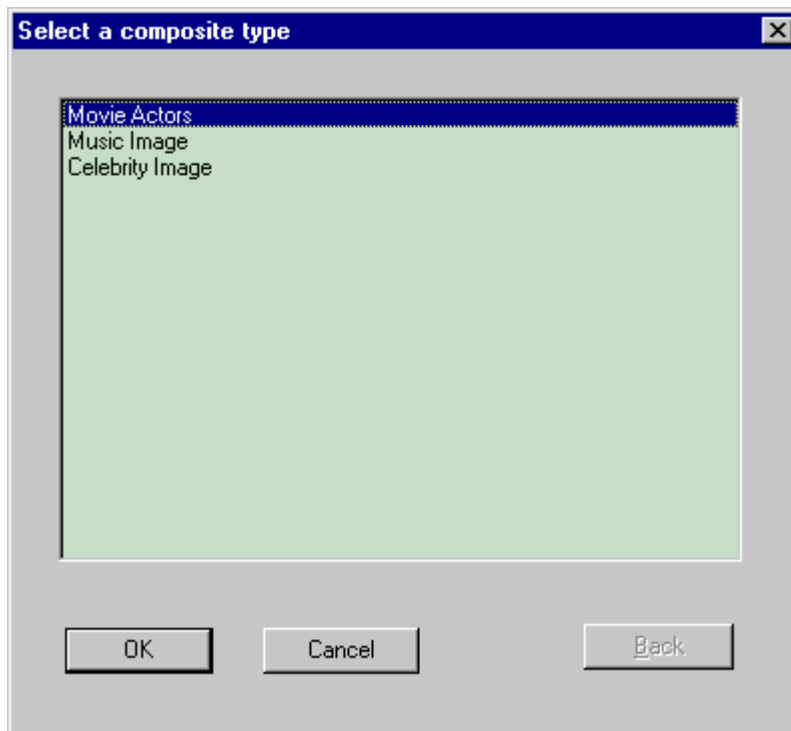 Select a composite type
Movie Actors
Music Image
Celebrity Image
OK Cancel Back